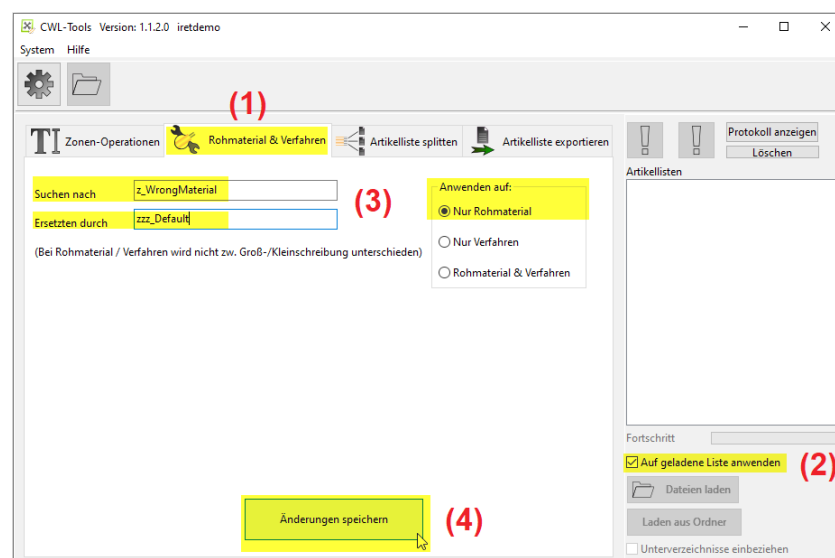 CWL-Tools Version: 1.1.2.0 iretdemo
System Hilfe
(1)
TI Zonen-Operationen Rohmaterial & Verfahren Artikelliste splitten Artikelliste exportieren
Suchen nach z_WrongMaterial
Ersetzten durch zzz_Default
(3)
(Bei Rohmaterial / Verfahren wird nicht zw. Groß-/Kleinschreibung unterschieden)
Anwenden auf:
Nur Rohmaterial
Nur Verfahren
Rohmaterial & Verfahren
Änderungen speichern
(4)
Protokoll anzeigen
Löschen
Artikellisten
Fortschritt
Auf geladene Liste anwenden
(2)
Dateien laden
Laden aus Ordner
Unterverzeichnisse einbeziehen